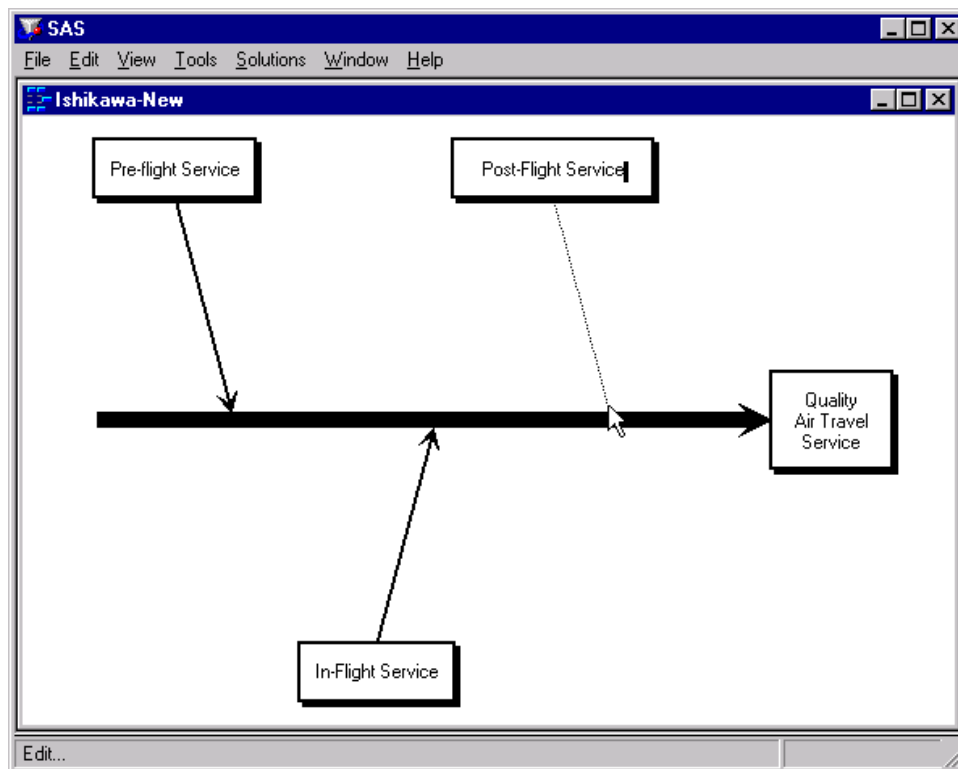 SAS
File Edit View Tools Solutions Window Help
Ishikawa-New
Pre-flight Service
Post-Flight Service
Quality
Air Travel
Service
In-Flight Service
Edit...